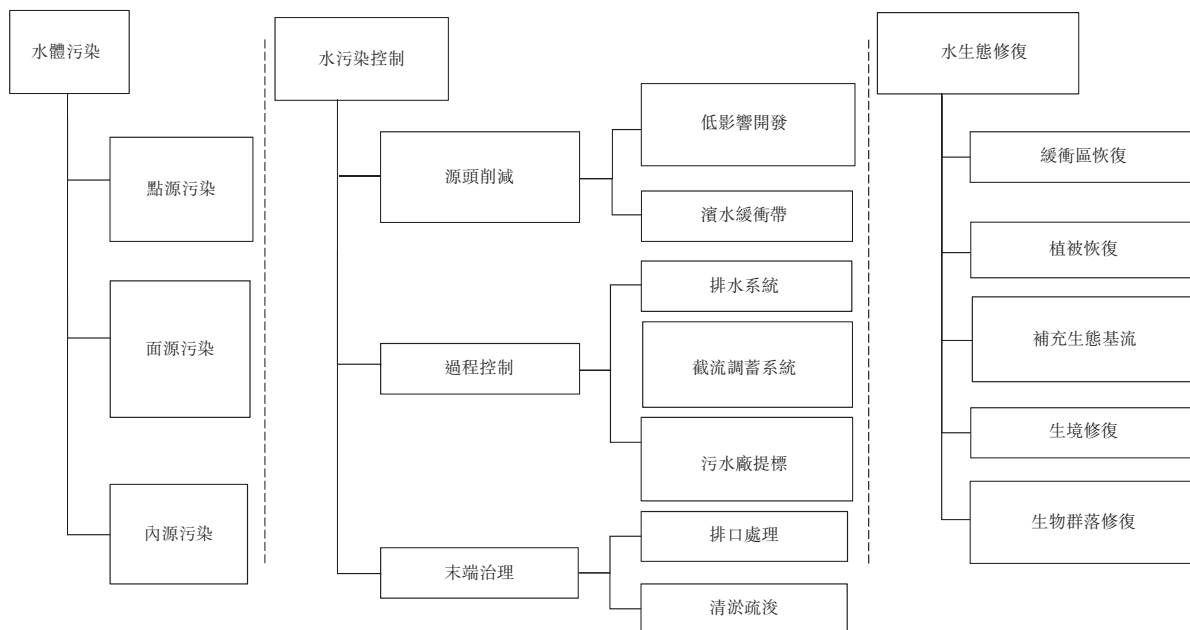 水體污染
點源污染
面源污染
內源污染
水污染控制
源頭削減
低影響開發
濱水緩衝帶
過程控制
排水系統
截流調蓄系統
污水廠提標
末端治理
排口處理
清淤疏浚
水生態修復
緩衝區恢復
植被恢復
補充生態基流
生境修復
生物群落修復